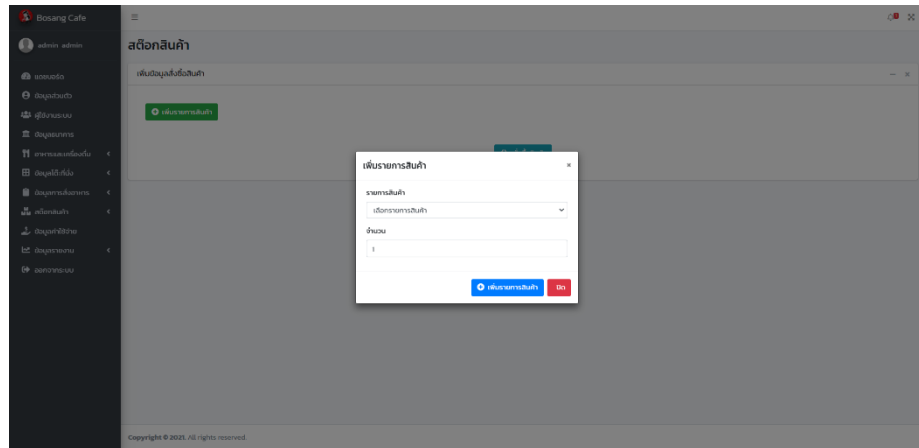 Bosang Cafe
admin admin
แดชบอร์ด
ข้อมูลส่วนตัว
ผู้ใช้งานระบบ
ข้อมูลธนาคาร
อาหารและเครื่องดื่ม
ข้อมูลโต๊ะที่นั่ง
ข้อมูลการสั่งอาหาร
สต๊อกสินค้า
ข้อมูลค่าใช้จ่าย
ข้อมูลรายงาน
ออกจากระบบ
สต๊อกสินค้า
เพิ่มข้อมูลสั่งซื้อสินค้า
เพิ่มรายการสินค้า
เพิ่มรายการสินค้า
รายการสินค้า
เลือกรายการสินค้า
จำนวน
1
เพิ่มรายการสินค้า
ปิด
Copyright © 2021. All rights reserved.